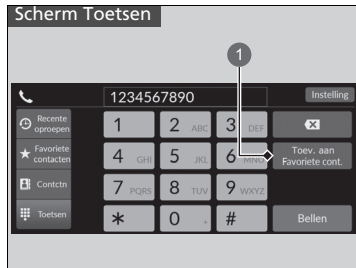 Scherm Toetsen
1
1234567890
Instelling
Recente
oproepen
1
2 ABC
3 DEF
Favoriete
contacten
4 GHI
5 JKL
6 MNO
Toev. aan
Favoriete cont.
Contctn
7 PQRS
8 TUV
9 WXYZ
Toetsen
*
0 +
#
Bellen